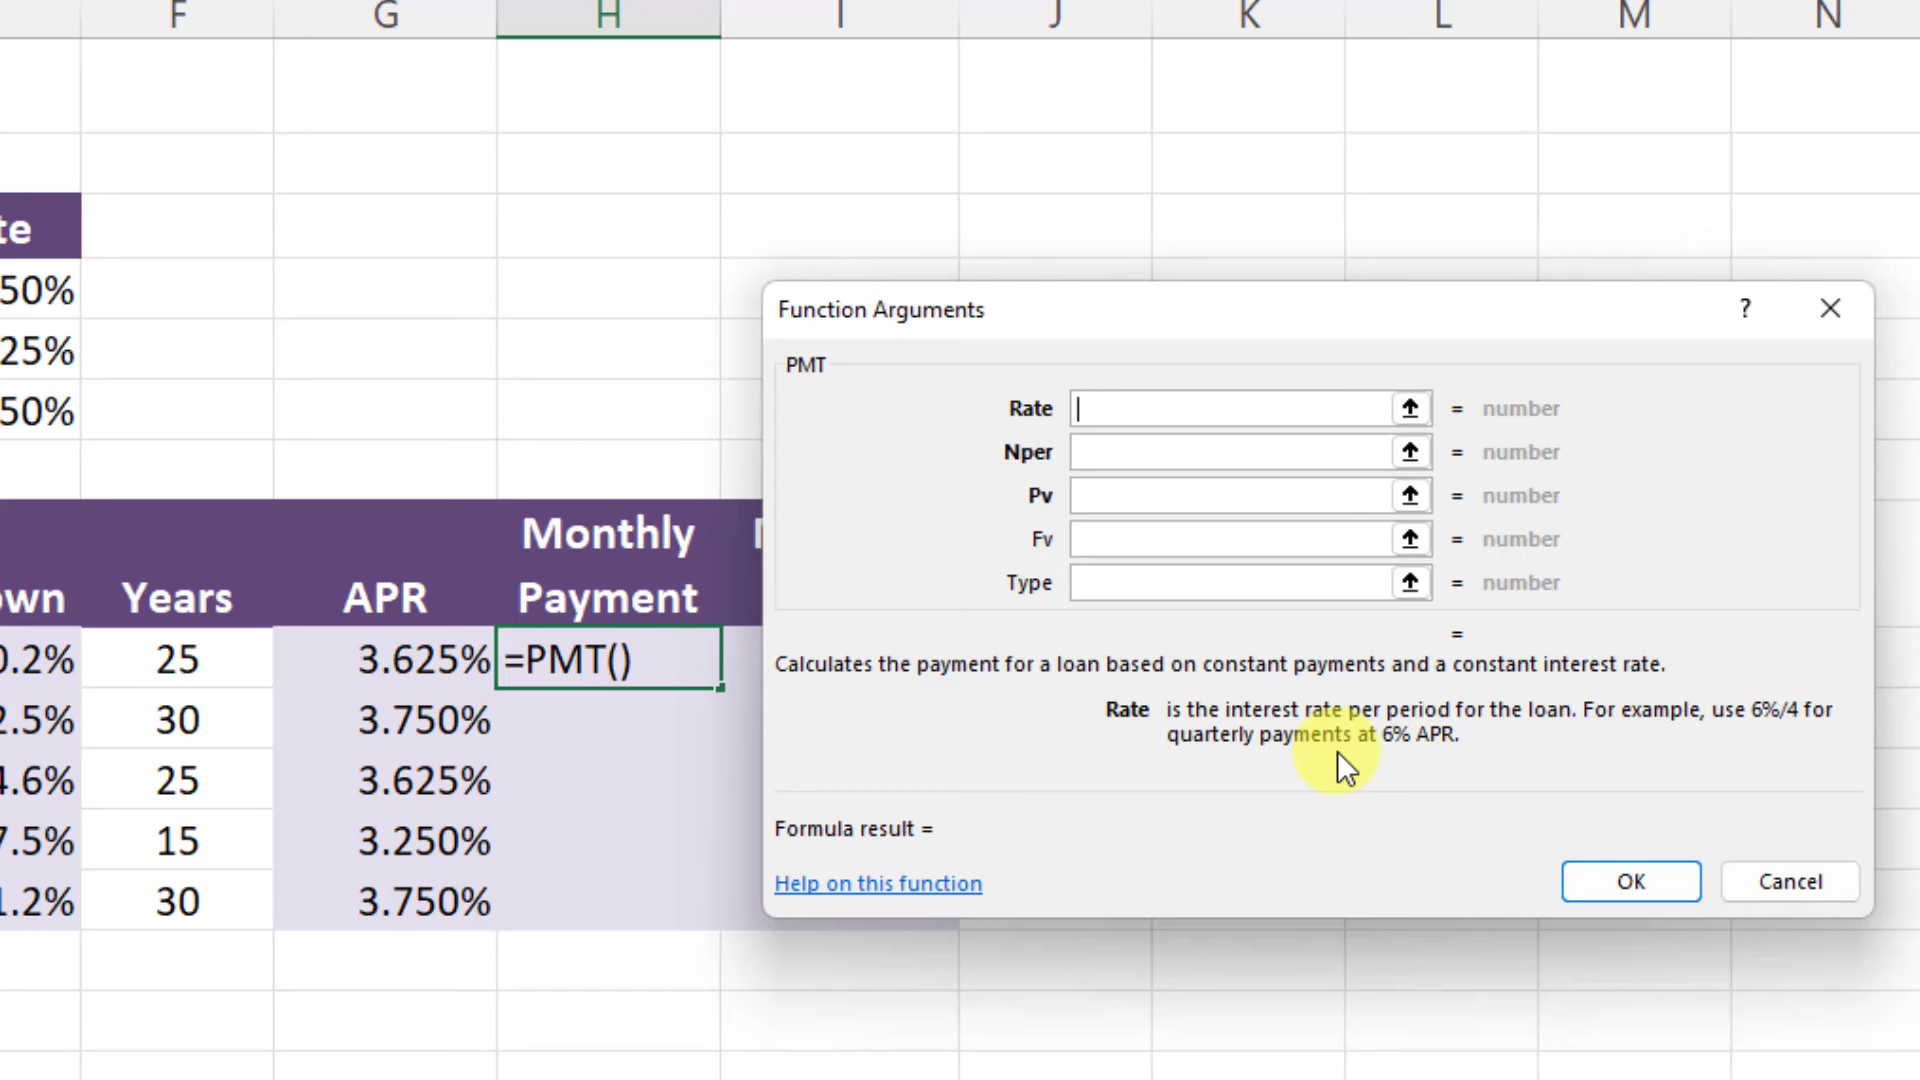 F G H I J K L M N
te
50%
25%
50%
Monthly
own Years APR Payment
0.2% 25 3.625% =PMT()
2.5% 30 3.750%
4.6% 25 3.625%
7.5% 15 3.250%
1.2% 30 3.750%
Function Arguments ?
PMT
Rate = number
Nper = number
Pv = number
Fv = number
Type = number
=
Calculates the payment for a loan based on constant payments and a constant interest rate.
Rate is the interest rate per period for the loan. For example, use 6%/4 for
quarterly payments at 6% APR.
Formula result =
Help on this function OK Cancel